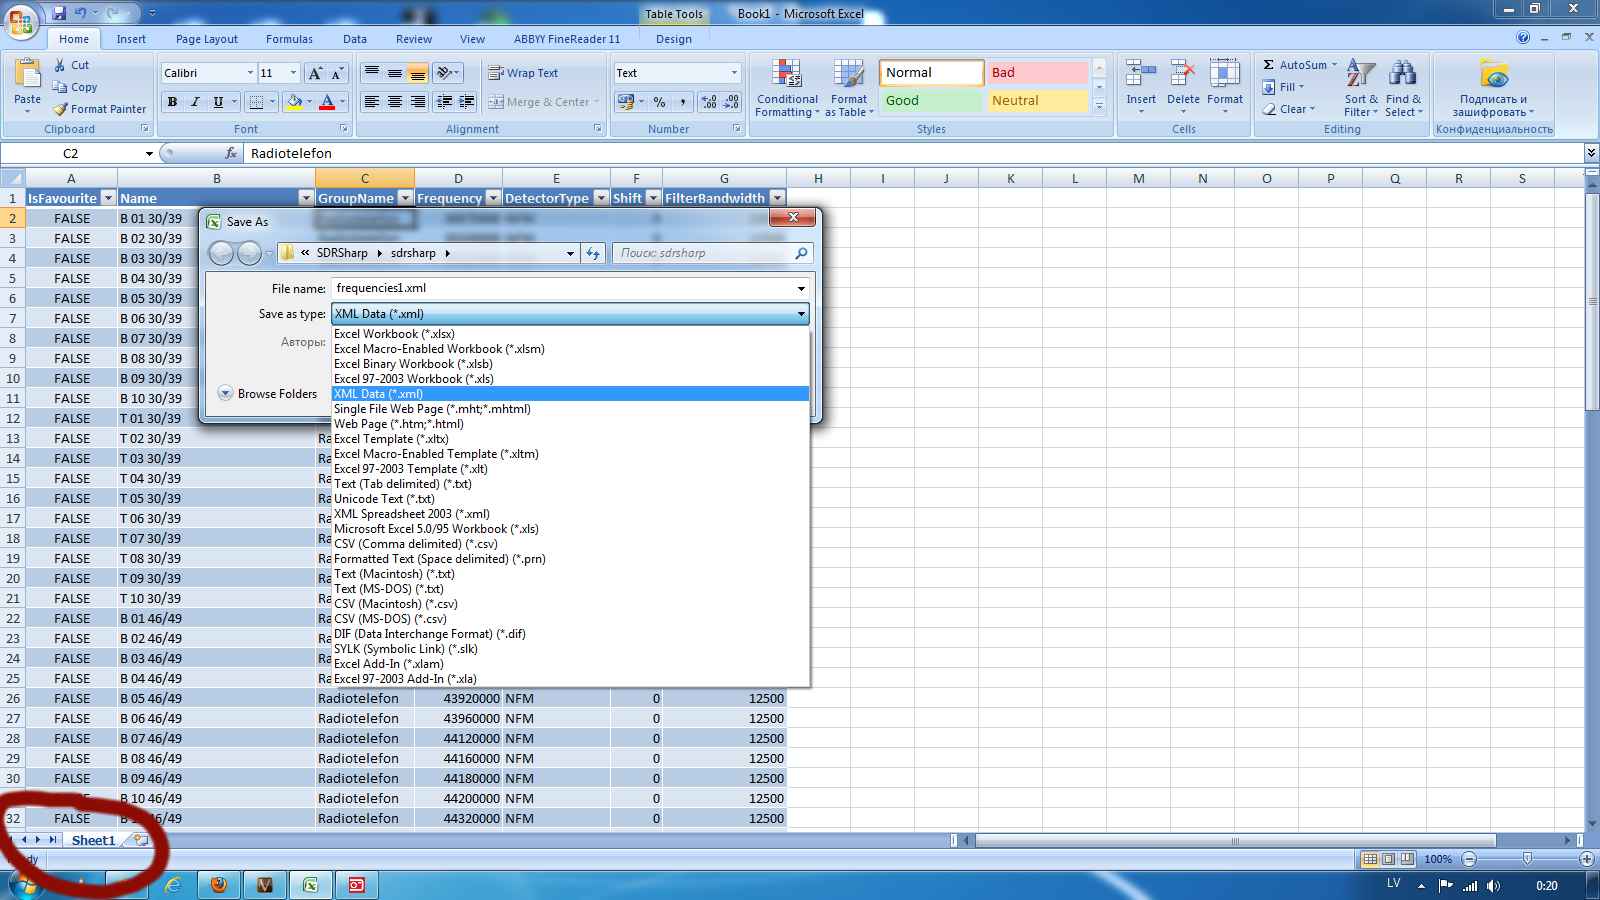 Table Tools
Book1 - Microsoft Excel
Home Insert Page Layout Formulas Data Review View ABBYY FineReader 11 Design
Paste
Cut
Copy
Format Painter
Clipboard
Calibri 11
B I U
Font
Wrap Text
Merge & Center
Alignment
Text
% ,
Number
Conditional Formatting
Format as Table
Normal Bad
Good Neutral
Styles
Insert Delete Format
Cells
Σ AutoSum
Fill
Clear
Sort & Filter
Find & Select
Editing
Подписать и зашифровать
Конфиденциальность
C2 fx Radiotelefon
A B C D E F G H I J K L M N O P Q R S
1 IsFavourite Name GroupName Frequency DetectorType Shift FilterBandwidth
2 FALSE B 01 30/39
3 FALSE B 02 30/39
4 FALSE B 03 30/39
5 FALSE B 04 30/39
6 FALSE B 05 30/39
7 FALSE B 06 30/39
8 FALSE B 07 30/39
9 FALSE B 08 30/39
10 FALSE B 09 30/39
11 FALSE B 10 30/39
12 FALSE T 01 30/39
13 FALSE T 02 30/39 Ra
14 FALSE T 03 30/39 Ra
15 FALSE T 04 30/39 Ra
16 FALSE T 05 30/39 Ra
17 FALSE T 06 30/39 Ra
18 FALSE T 07 30/39 Ra
19 FALSE T 08 30/39 Ra
20 FALSE T 09 30/39 Ra
21 FALSE T 10 30/39 Ra
22 FALSE B 01 46/49 Ra
23 FALSE B 02 46/49 Ra
24 FALSE B 03 46/49 Ra
25 FALSE B 04 46/49 Ra
26 FALSE B 05 46/49 Radiotelefon 43920000 NFM 0 12500
27 FALSE B 06 46/49 Radiotelefon 43960000 NFM 0 12500
28 FALSE B 07 46/49 Radiotelefon 44120000 NFM 0 12500
29 FALSE B 08 46/49 Radiotelefon 44160000 NFM 0 12500
30 FALSE B 09 46/49 Radiotelefon 44180000 NFM 0 12500
FALSE B 10 46/49 Radiotelefon 44200000 NFM 0 12500
32 FALSE 46/49 Radiotelefon 44320000 NFM 0 12500
Save As
« SDRSharp sdrsharp
Поиск: sdrsharp
File name: frequencies1.xml
Save as type: XML Data (*.xml)
Авторы:
Browse Folders
Excel Workbook (*.xlsx)
Excel Macro-Enabled Workbook (*.xlsm)
Excel Binary Workbook (*.xlsb)
Excel 97-2003 Workbook (*.xls)
XML Data (*.xml)
Single File Web Page (*.mht;*.mhtml)
Web Page (*.htm;*.html)
Excel Template (*.xltx)
Excel Macro-Enabled Template (*.xltm)
Excel 97-2003 Template (*.xlt)
Text (Tab delimited) (*.txt)
Unicode Text (*.txt)
XML Spreadsheet 2003 (*.xml)
Microsoft Excel 5.0/95 Workbook (*.xls)
CSV (Comma delimited) (*.csv)
Formatted Text (Space delimited) (*.prn)
Text (Macintosh) (*.txt)
Text (MS-DOS) (*.txt)
CSV (Macintosh) (*.csv)
CSV (MS-DOS) (*.csv)
DIF (Data Interchange Format) (*.dif)
SYLK (Symbolic Link) (*.slk)
Excel Add-In (*.xlam)
Excel 97-2003 Add-In (*.xla)
Sheet1
100%
LV 0:20